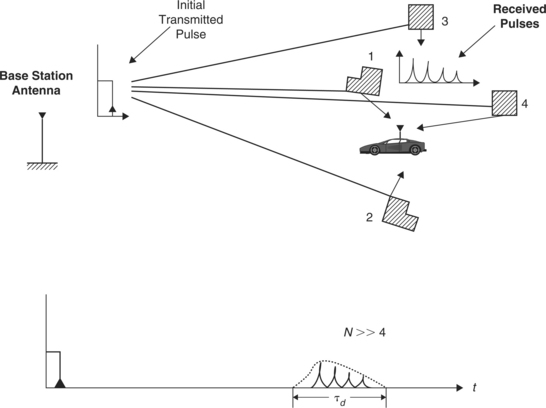 Initial
Transmitted
Pulse
3
Received
Pulses
1
Base Station
Antenna
4
2
N >> 4
t
τd